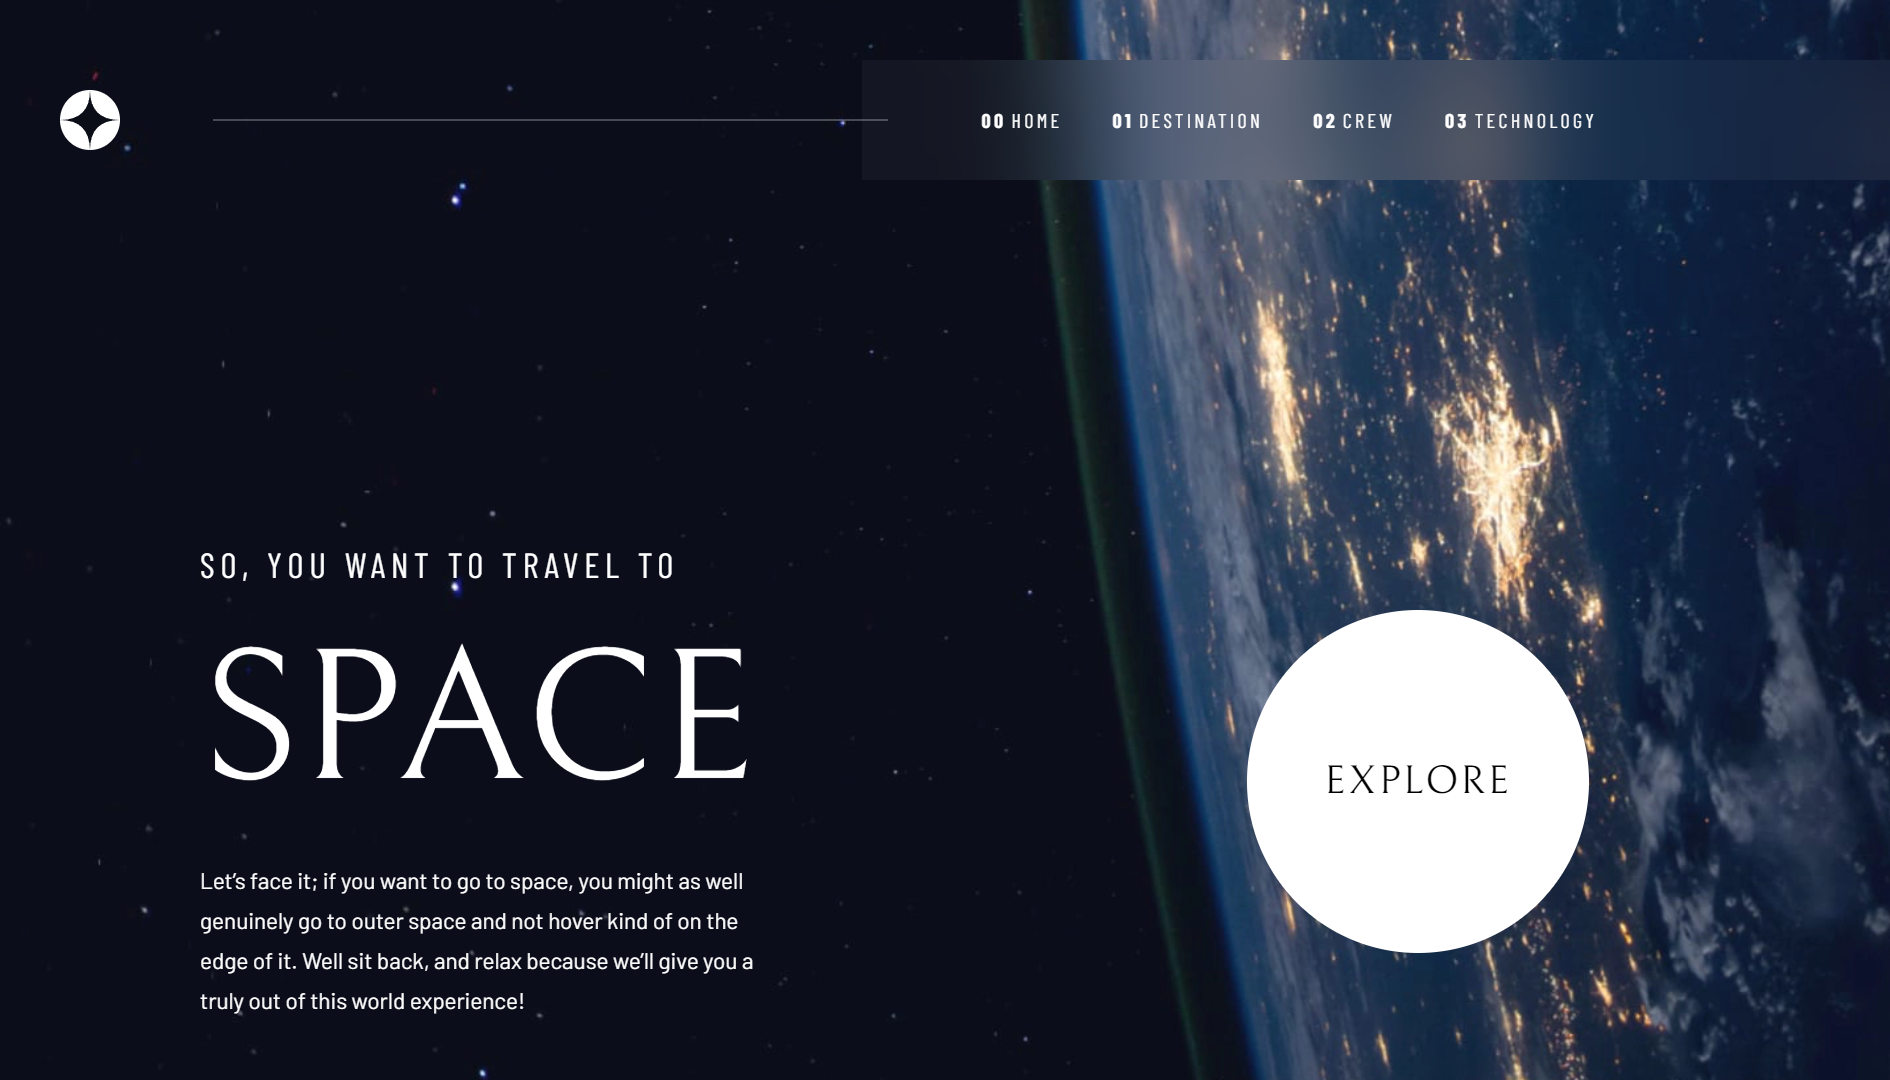 00 HOME 01 DESTINATION 02 CREW 03 TECHNOLOGY
SO, YOU WANT TO TRAVEL TO
SPACE
Let’s face it; if you want to go to space, you might as well
genuinely go to outer space and not hover kind of on the
edge of it. Well sit back, and relax because we’ll give you a
truly out of this world experience!
EXPLORE